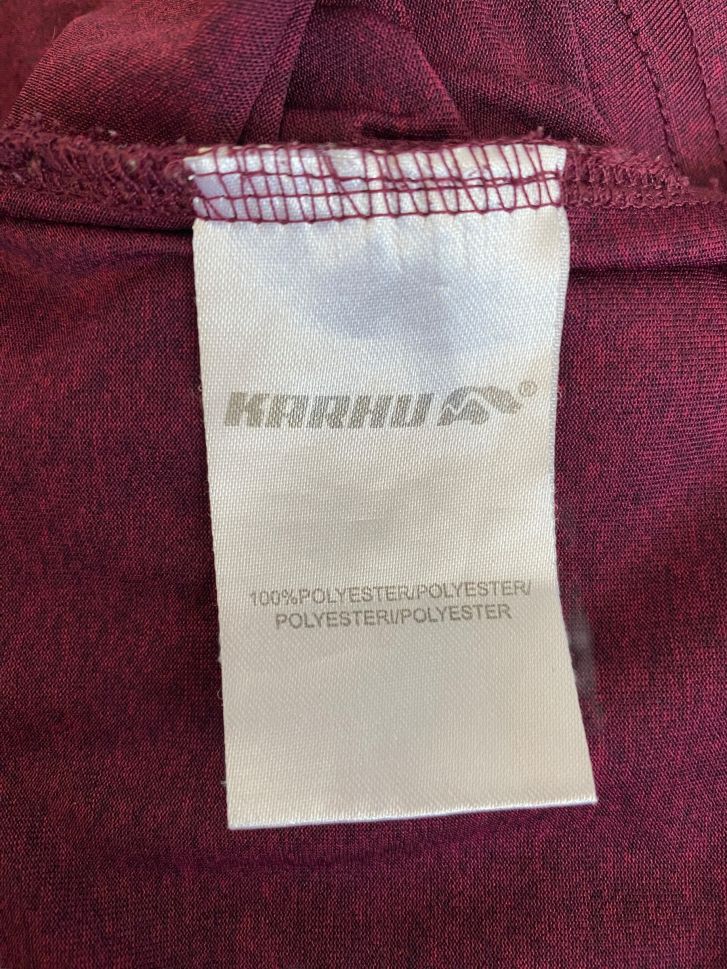 KARHU ®
100%POLYESTER/POLYESTER/
POLYESTERI/POLYESTER